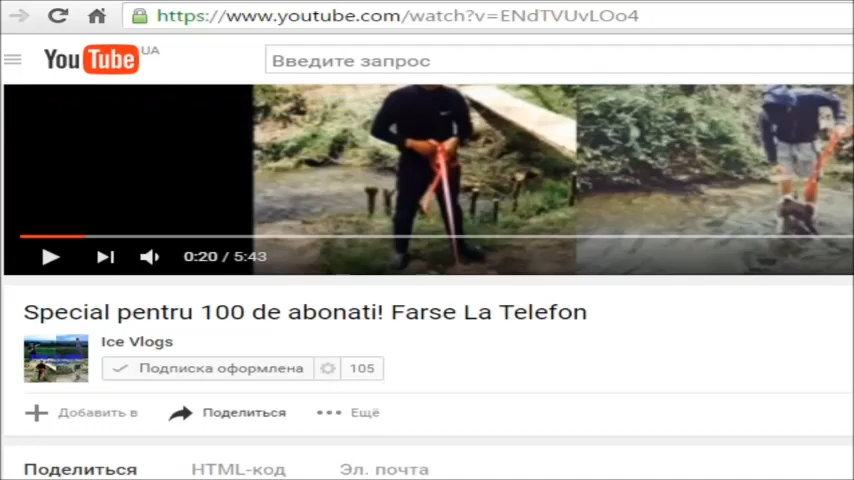 https://www.youtube.com/watch?v=ENdTVUvLOo4
YouTube UA
Введите запрос
0:20 / 5:43
Special pentru 100 de abonati! Farse La Telefon
Ice Vlogs
Подписка оформлена 105
Добавить в Поделиться Ещё
Поделиться HTML-код Эл. почта